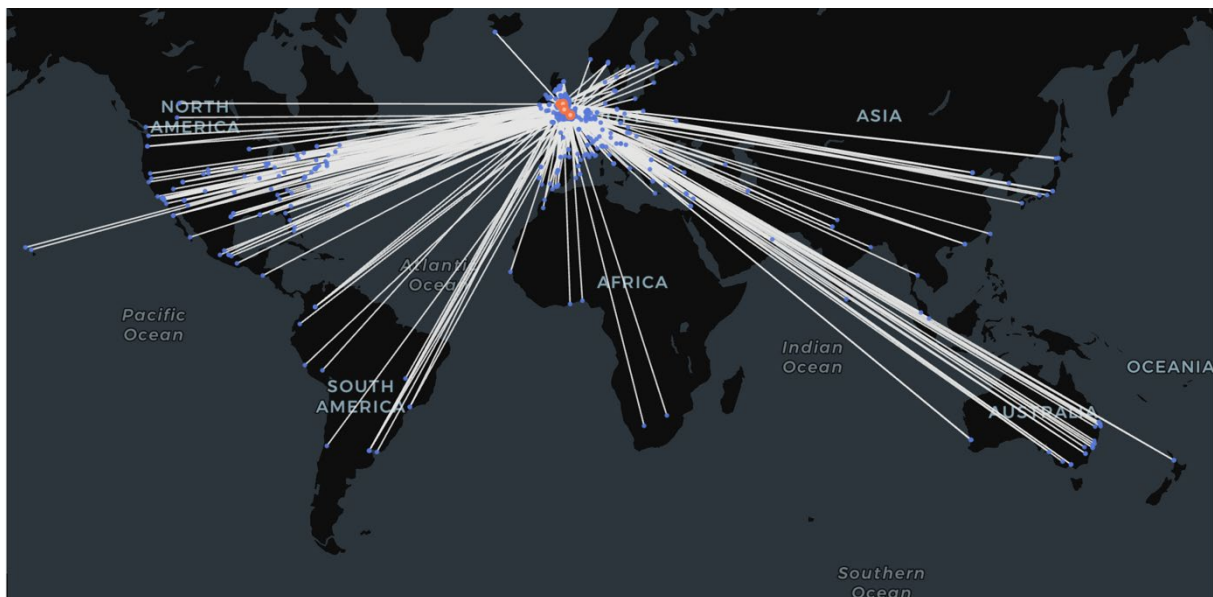 NORTH
AMERICA
ASIA
Atlantic
Ocean
AFRICA
Pacific
Ocean
Indian
Ocean
OCEANIA
SOUTH
AMERICA
AUSTRALIA
Southern
Ocean